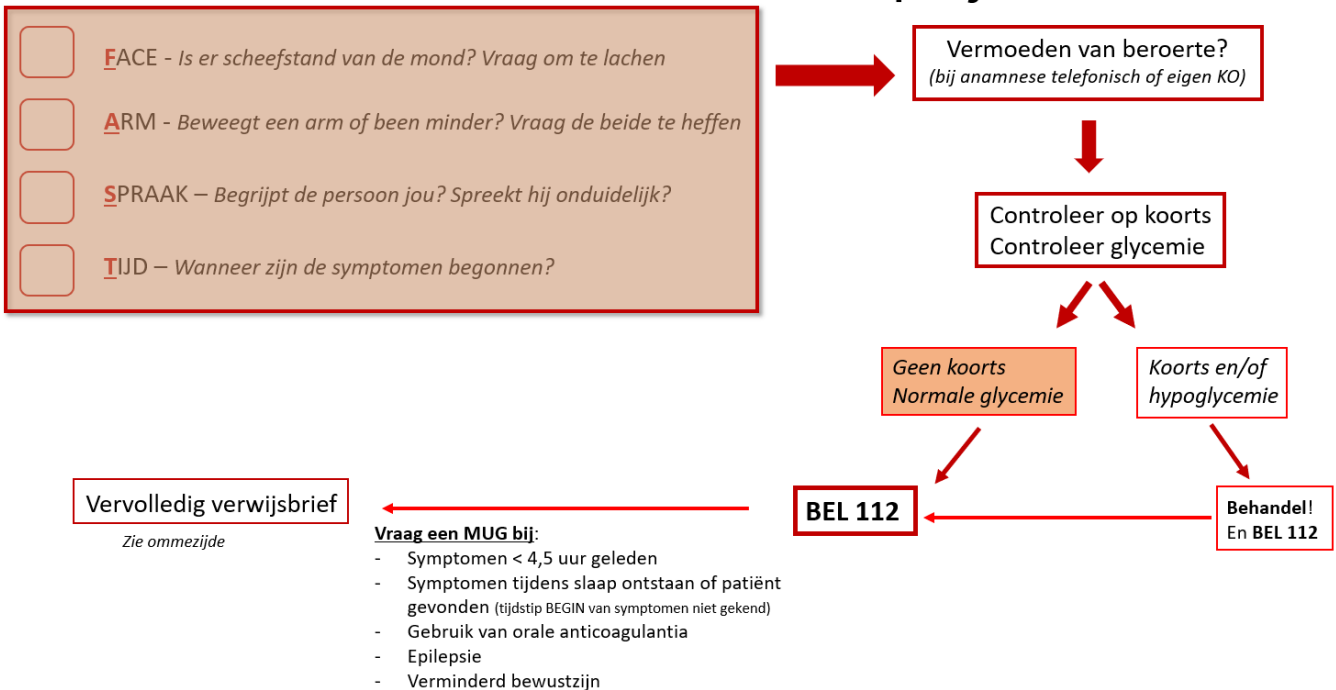 FACE - Is er scheefstand van de mond? Vraag om te lachen
ARM - Beweegt een arm of been minder? Vraag de beide te heffen
SPRAAK – Begrijpt de persoon jou? Spreekt hij onduidelijk?
TIJD – Wanneer zijn de symptomen begonnen?
Vermoeden van beroerte?
(bij anamnese telefonisch of eigen KO)
Controleer op koorts
Controleer glycemie
Geen koorts
Normale glycemie
Koorts en/of
hypoglycemie
Behandel!
En BEL 112
BEL 112
Vervolledig verwijsbrief
Zie ommezijde
Vraag een MUG bij:
- Symptomen < 4,5 uur geleden
- Symptomen tijdens slaap ontstaan of patiënt
gevonden (tijdstip BEGIN van symptomen niet gekend)
- Gebruik van orale anticoagulantia
- Epilepsie
- Verminderd bewustzijn